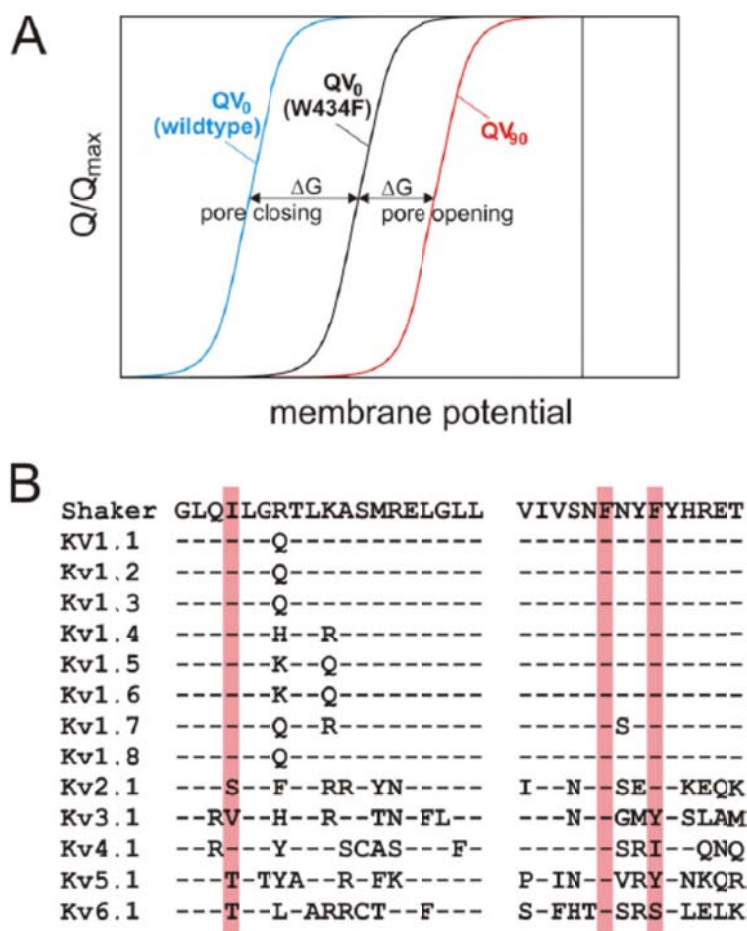 A
QV0
(wildtype)
QV0
(W434F)
QV90
ΔG
ΔG
pore closing
pore opening
Q/Qmax
membrane potential
B
Shaker GLQILGRTLKASMRELGLL VIVSNFNYFYHRET
KV1.1 ------Q------------ --------------
Kv1.2 ------Q------------ --------------
Kv1.3 ------Q------------ --------------
Kv1.4 ------H--R--------- --------------
Kv1.5 ------K--Q--------- --------------
Kv1.6 ------K--Q--------- --------------
Kv1.7 ------Q--R--------- ------S-------
Kv1.8 ------Q------------ --------------
Kv2.1 ---S--F--RR-YN----- I--N--SE--KEQK
Kv3.1 --RV--H--R--TN-FL-- ---N--GMY-SLAM
Kv4.1 --R---Y---SCAS---F- ------SRI--QNQ
Kv5.1 ---T-TYA--R-FK----- P-IN--VRY-NKQR
Kv6.1 ---T--L-ARRCT--F--- S-FHT-SRS-LELK